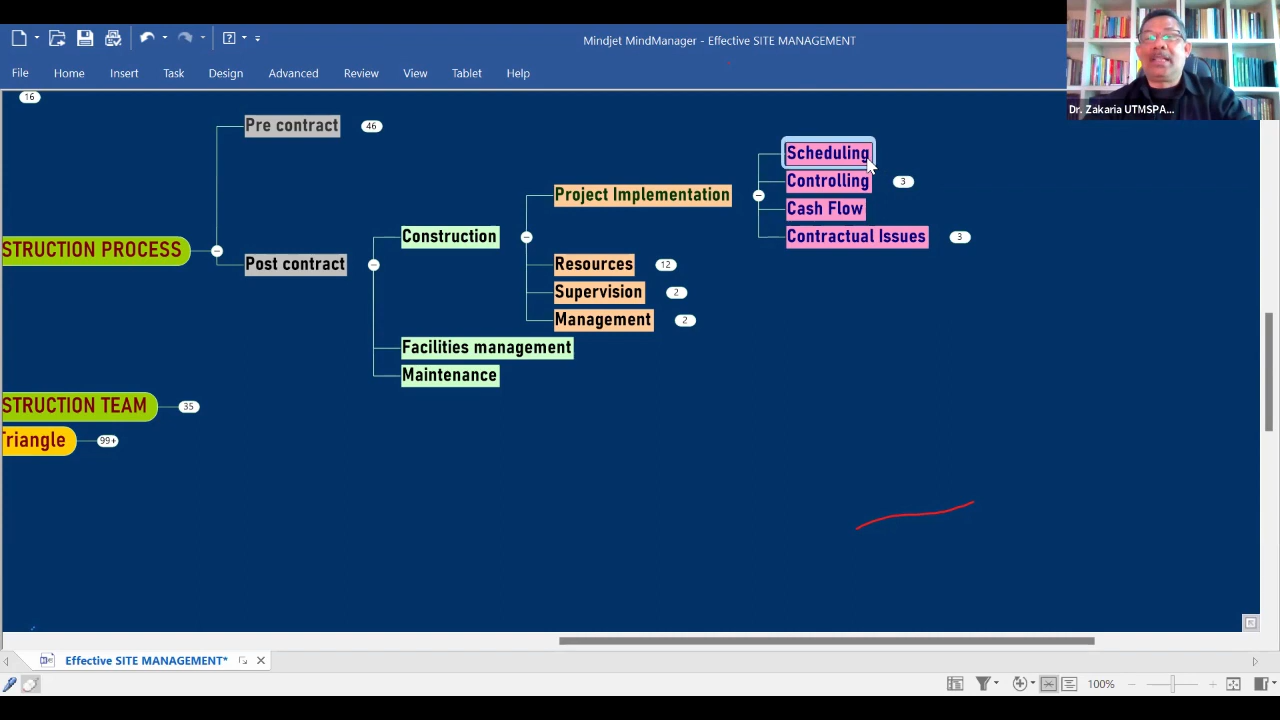 Mindjet MindManager - Effective SITE MANAGEMENT
File Home Insert Task Design Advanced Review View Tablet Help
Dr. Zakaria UTMSPA...
16
Pre contract 46
Scheduling
Controlling 3
Project Implementation
Cash Flow
Construction
Contractual Issues 3
STRUCTION PROCESS
Post contract
Resources 12
Supervision 2
Management 2
Facilities management
Maintenance
STRUCTION TEAM 35
Triangle 99+
Effective SITE MANAGEMENT*
100%